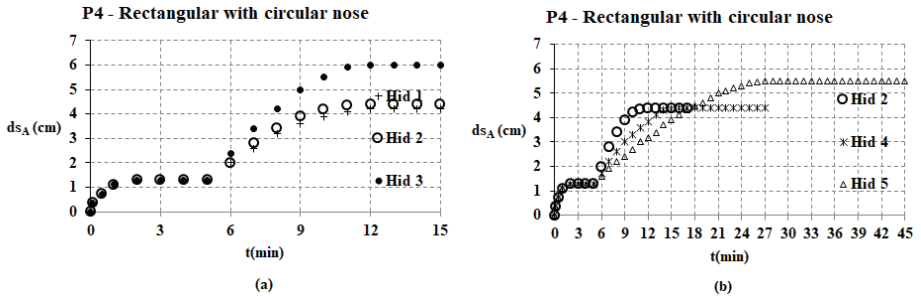 P4 - Rectangular with circular nose
7
6
5
4
3
2
1
0
dsA (cm)
Hid 1
Hid 2
Hid 3
0 3 6 9 12 15
t(min)
(a)
P4 - Rectangular with circular nose
7
6
5
4
3
2
1
0
dsA (cm)
Hid 2
Hid 4
Hid 5
0 3 6 9 12 15 18 21 24 27 30 33 36 39 42 45
t(min)
(b)